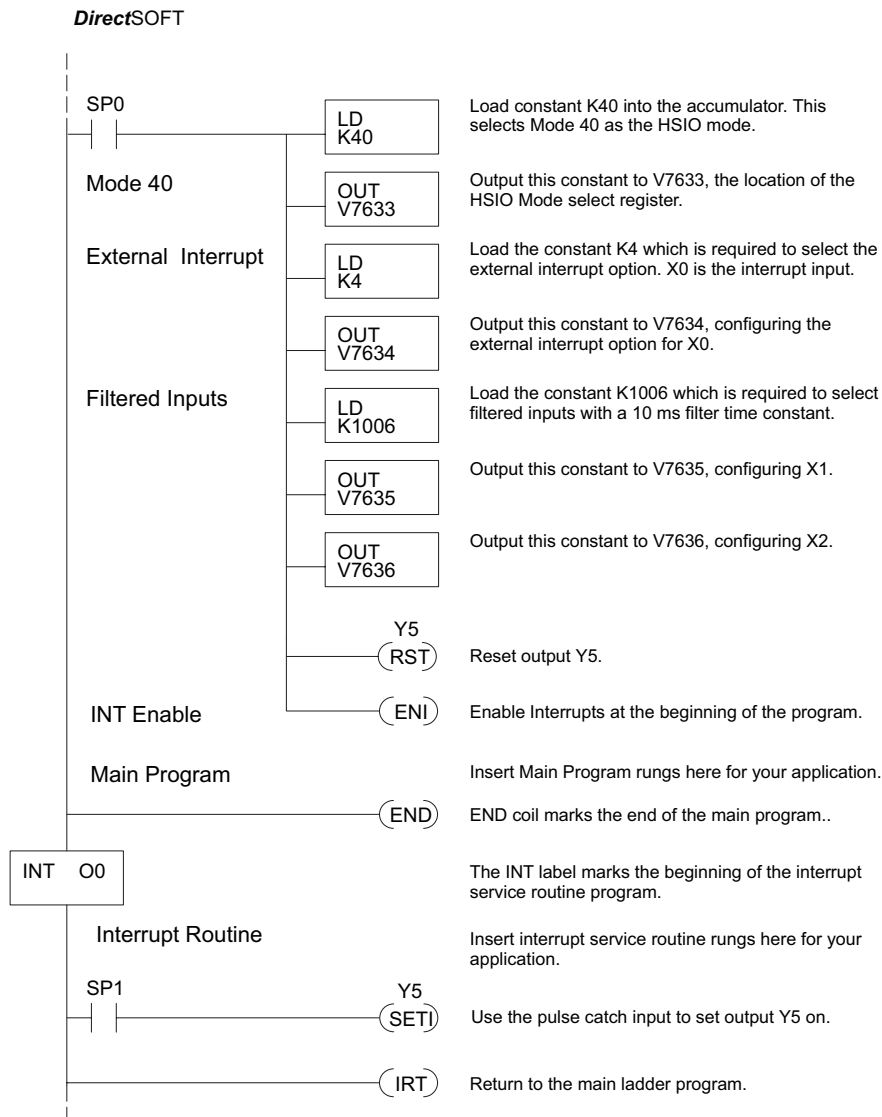 DirectSOFT
SP0
LD
K40
Load constant K40 into the accumulator. This
selects Mode 40 as the HSIO mode.
Mode 40
OUT
V7633
Output this constant to V7633, the location of the
HSIO Mode select register.
External Interrupt
LD
K4
Load the constant K4 which is required to select the
external interrupt option. X0 is the interrupt input.
OUT
V7634
Output this constant to V7634, configuring the
external interrupt option for X0.
Filtered Inputs
LD
K1006
Load the constant K1006 which is required to select
filtered inputs with a 10 ms filter time constant.
OUT
V7635
Output this constant to V7635, configuring X1.
OUT
V7636
Output this constant to V7636, configuring X2.
Y5
RST
Reset output Y5.
INT Enable
ENI
Enable Interrupts at the beginning of the program.
Main Program
Insert Main Program rungs here for your application.
END
END coil marks the end of the main program..
INT O0
The INT label marks the beginning of the interrupt
service routine program.
Interrupt Routine
Insert interrupt service routine rungs here for your
application.
SP1
Y5
SETI
Use the pulse catch input to set output Y5 on.
IRT
Return to the main ladder program.